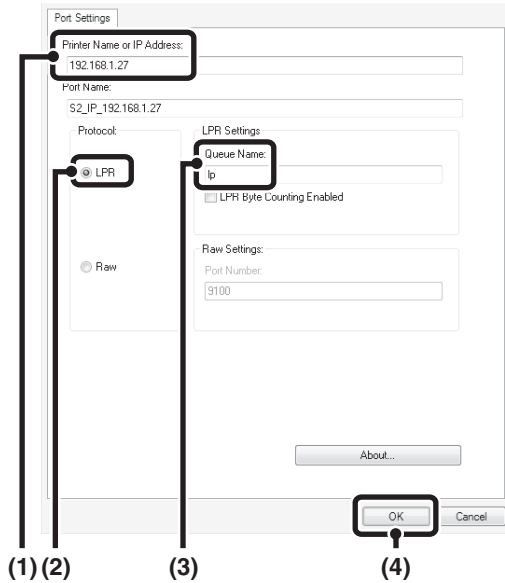 Port Settings
Printer Name or IP Address:
192.168.1.27
Port Name:
S2_IP_192.168.1.27
Protocol:
LPR
Raw
LPR Settings
Queue Name:
lp
LPR Byte Counting Enabled
Raw Settings:
Port Number:
9100
About...
OK
Cancel
(1) (2) (3) (4)